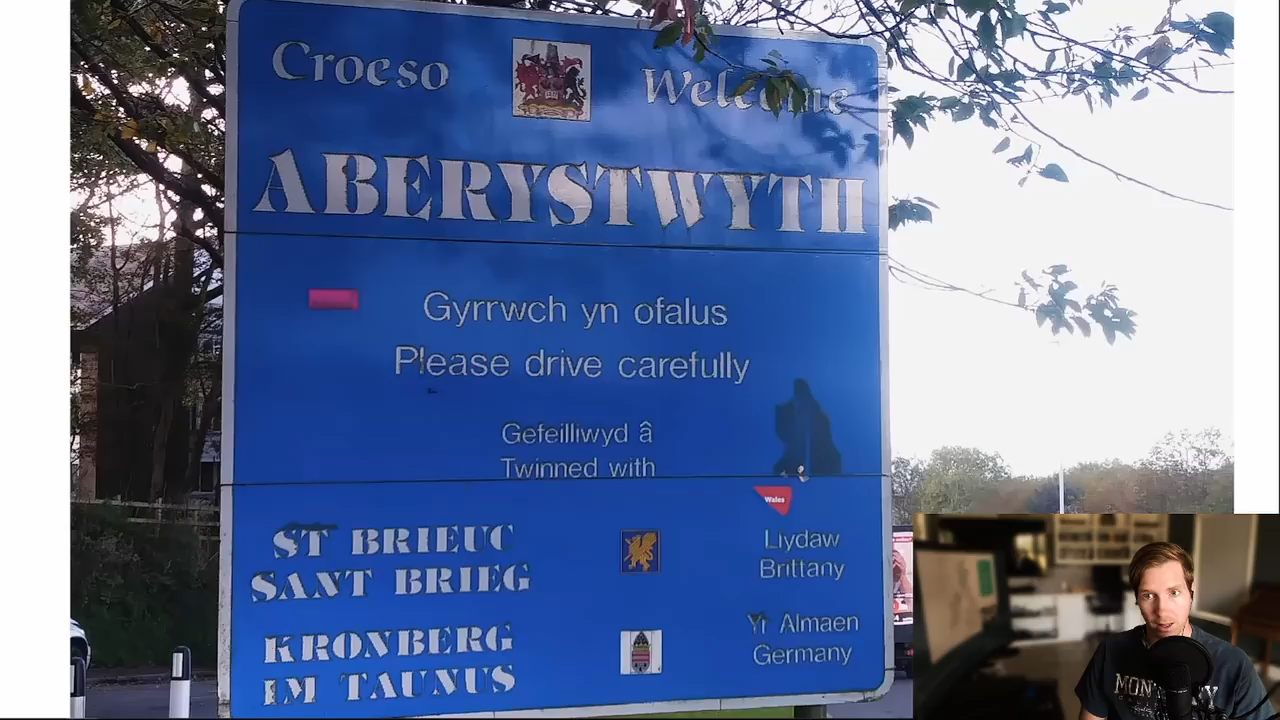 Croeso Welcome
ABERYSTWYTH
Gyrrwch yn ofalus
Please drive carefully
Gefeilliwyd â
Twinned with
Wales
ST BRIEUC
SANT BRIEG
Llydaw
Brittany
KRONBERG
IM TAUNUS
Yr Almaen
Germany